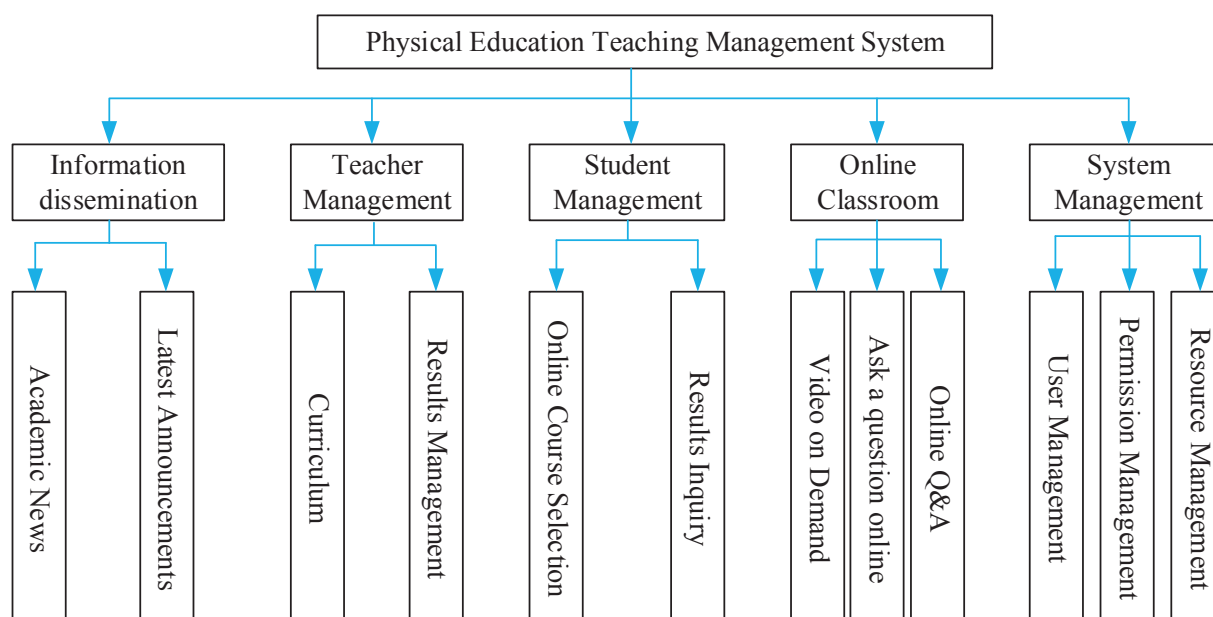 Physical Education Teaching Management System
Information
dissemination
Teacher
Management
Student
Management
Online
Classroom
System
Management
Academic News
Latest Announcements
Curriculum
Results Management
Online Course Selection
Results Inquiry
Video on Demand
Ask a question online
Online Q&A
User Management
Permission Management
Resource Management